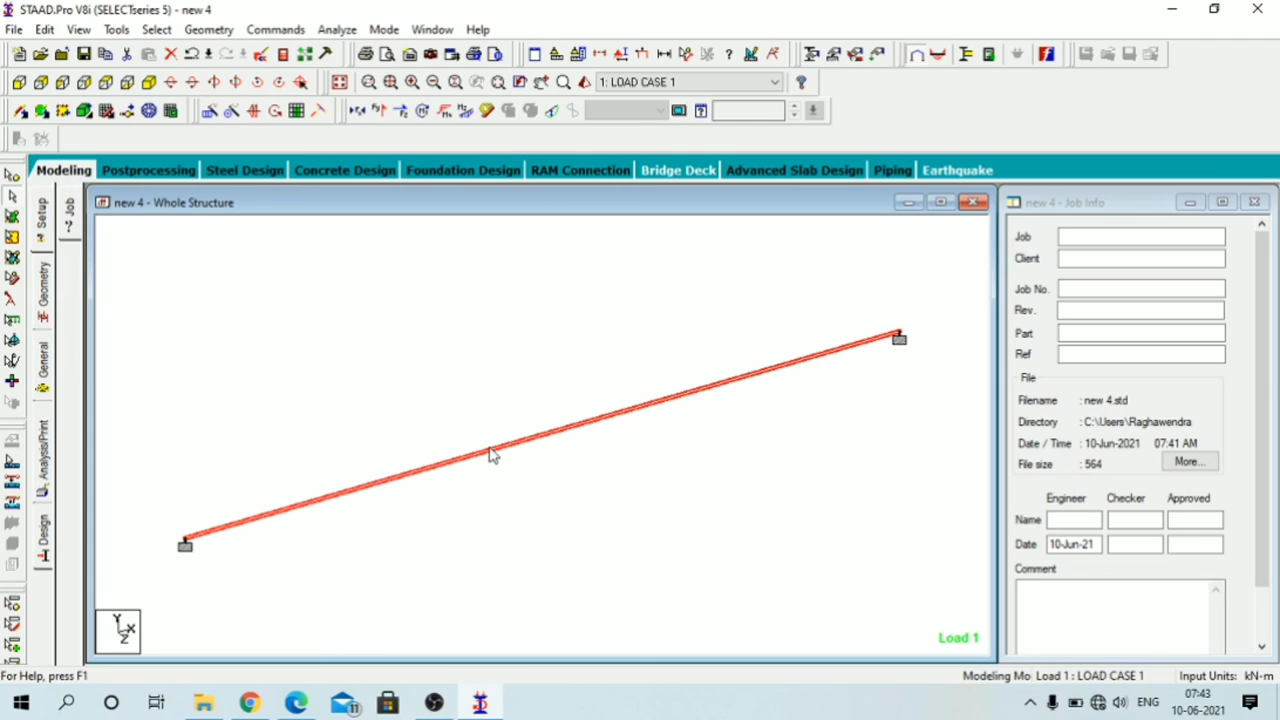 STAAD.Pro V8i (SELECTseries 5) - new 4
File Edit View Tools Select Geometry Commands Analyze Mode Window Help
1: LOAD CASE 1
Modeling Postprocessing Steel Design Concrete Design Foundation Design RAM Connection Bridge Deck Advanced Slab Design Piping Earthquake
Setup
Geometry
General
Analysis/Print
Design
Job
new 4 - Whole Structure
Y
X
Z
Load 1
new 4 - Job Info
Job
Client
Job No.
Rev.
Part
Ref
File
Filename : new 4.std
Directory : C:\Users\Raghawendra
Date / Time : 10-Jun-2021 07:41 AM
File size : 564 More...
Engineer Checker Approved
Name
Date 10-Jun-21
Comment
For Help, press F1
Modeling Mo Load 1 : LOAD CASE 1 Input Units: kN-m
11
ENG
07:43
10-06-2021